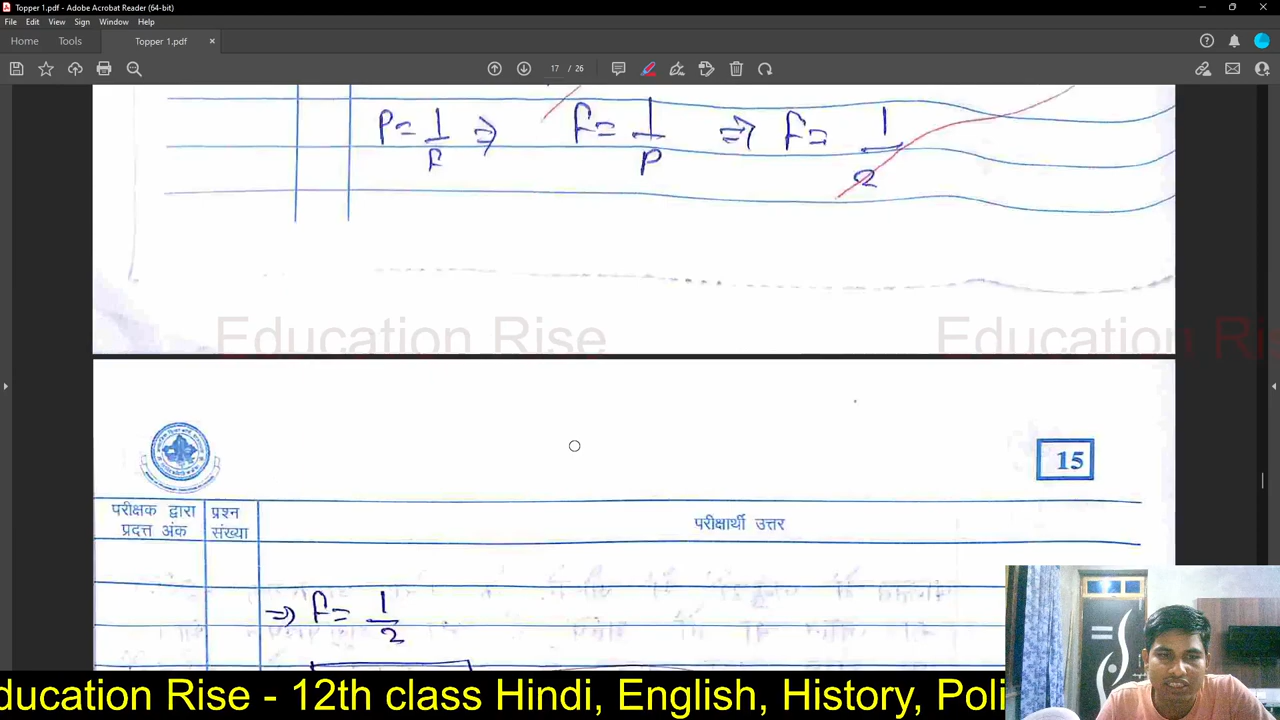 Topper 1.pdf - Adobe Acrobat Reader (64-bit)
File Edit View Sign Window Help
Home Tools Topper 1.pdf ×
17 / 26
P = 1/F ⇒ F = 1/P ⇒ F = 1/2
Education Rise Education Ri
15
परीक्षक द्वारा प्रश्न परीक्षार्थी उत्तर
प्रदत्त अंक संख्या
⇒ F = 1/2
ducation Rise - 12th class Hindi, English, History, Poli